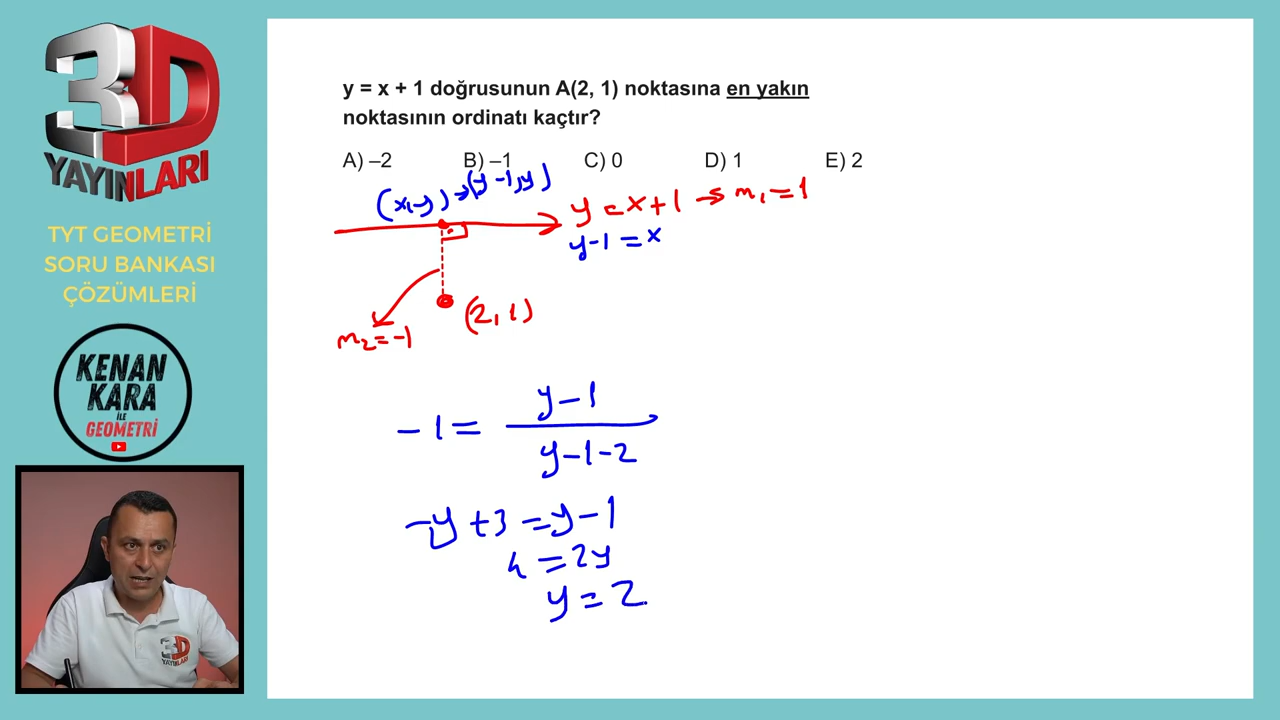 3D
YAYINLARI
TYT GEOMETRİ
SORU BANKASI
ÇÖZÜMLERİ
KENAN
KARA
İLE
GEOMETRİ
3D
YAYINLARI
y = x + 1 doğrusunun A(2, 1) noktasına en yakın
noktasının ordinatı kaçtır?
A) –2 B) –1 C) 0 D) 1 E) 2
(x,y) → (y-1,y)
y = x+1 → m₁ = 1
y-1 = x
(2,1)
m₂ = -1
-1 = y-1 / y-1-2
-y + 3 = y - 1
4 = 2y
y = 2